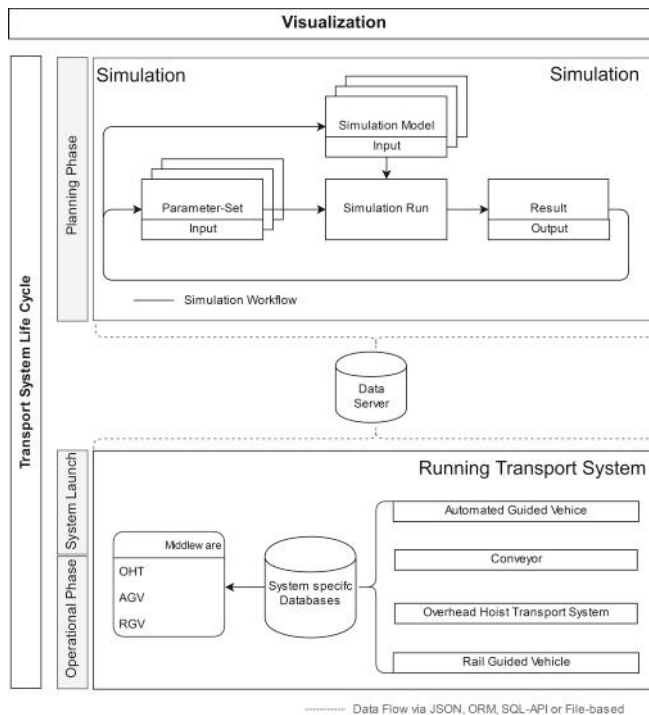 Visualization
Transport System Life Cycle
Planning Phase
Simulation
Simulation
Simulation Model
Input
Parameter-Set
Input
Simulation Run
Result
Output
Simulation Workflow
Data
Server
System Launch
Operational Phase
Running Transport System
Middleware
OHT
AGV
RGV
System specifc
Databases
Automated Guided Vehice
Conveyor
Overhead Hoist Transport System
Rail Guided Vehicle
Data Flow via JSON, ORM, SQL-API or File-based